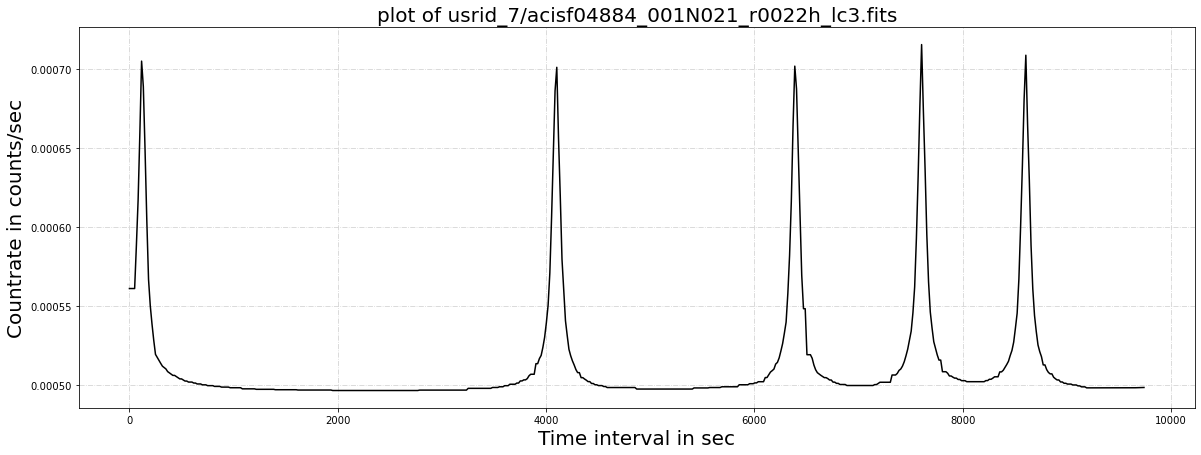 plot of usrid_7/acisf04884_001N021_r0022h_lc3.fits
Countrate in counts/sec
0.00070
0.00065
0.00060
0.00055
0.00050
0 2000 4000 6000 8000 10000
Time interval in sec